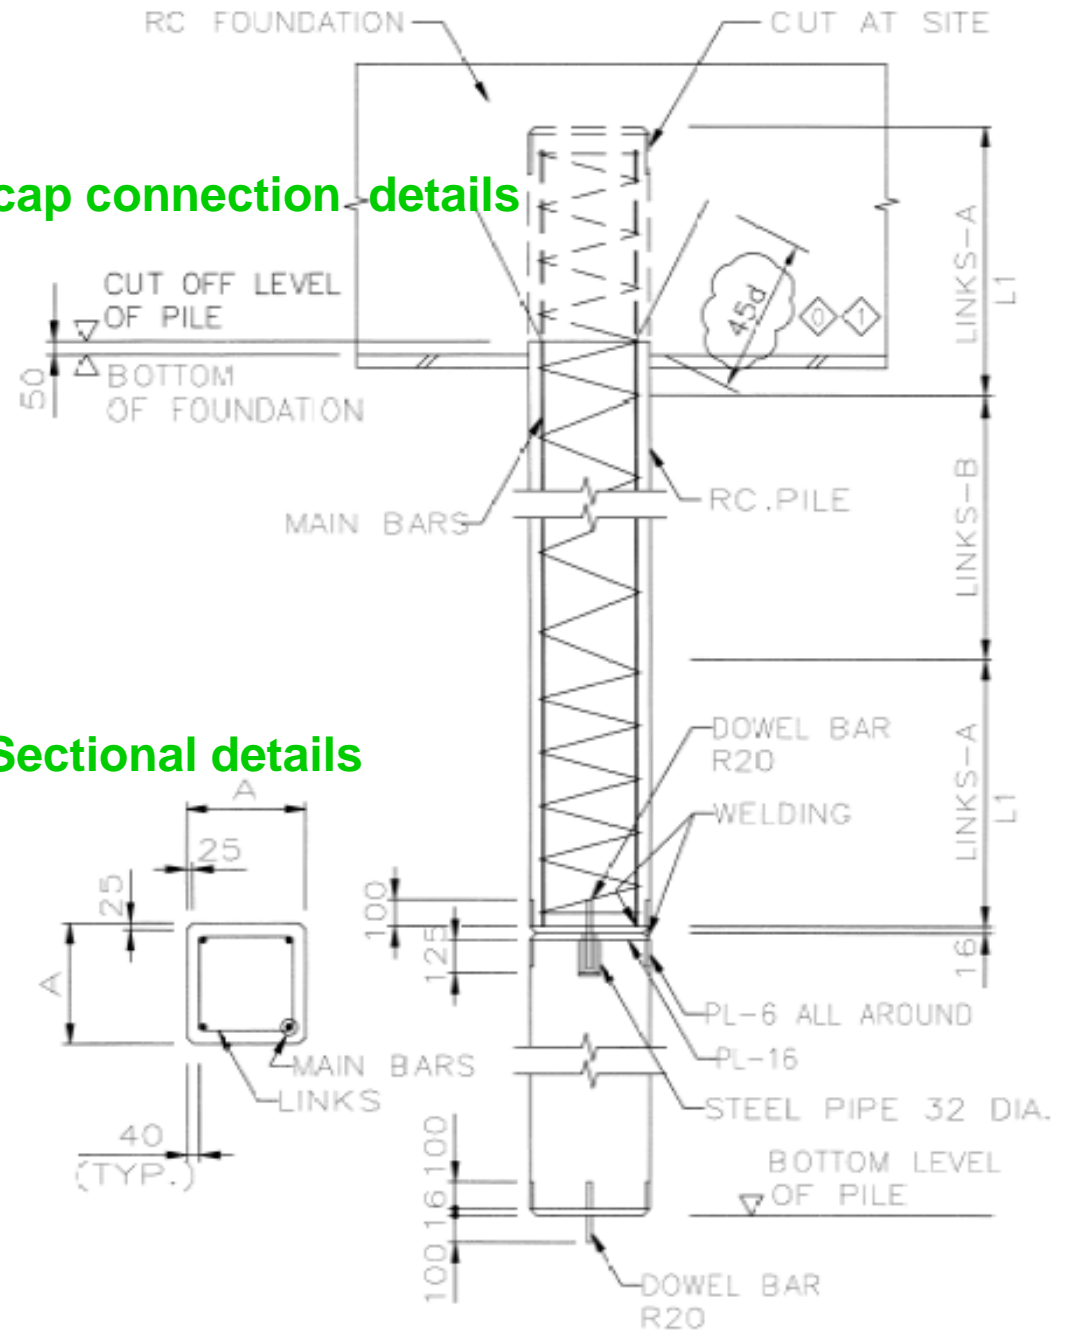 RC FOUNDATION
CUT AT SITE
cap connection details
CUT OFF LEVEL
OF PILE
50
BOTTOM
OF FOUNDATION
45d
0
1
LINKS-A
L1
MAIN BARS
RC.PILE
LINKS-B
Sectional details
DOWEL BAR
R20
WELDING
LINKS-A
L1
A
25
25
A
MAIN BARS
LINKS
40
(TYP.)
100
125
16
PL-6 ALL AROUND
PL-16
STEEL PIPE 32 DIA.
BOTTOM LEVEL
OF PILE
100
16
100
DOWEL BAR
R20